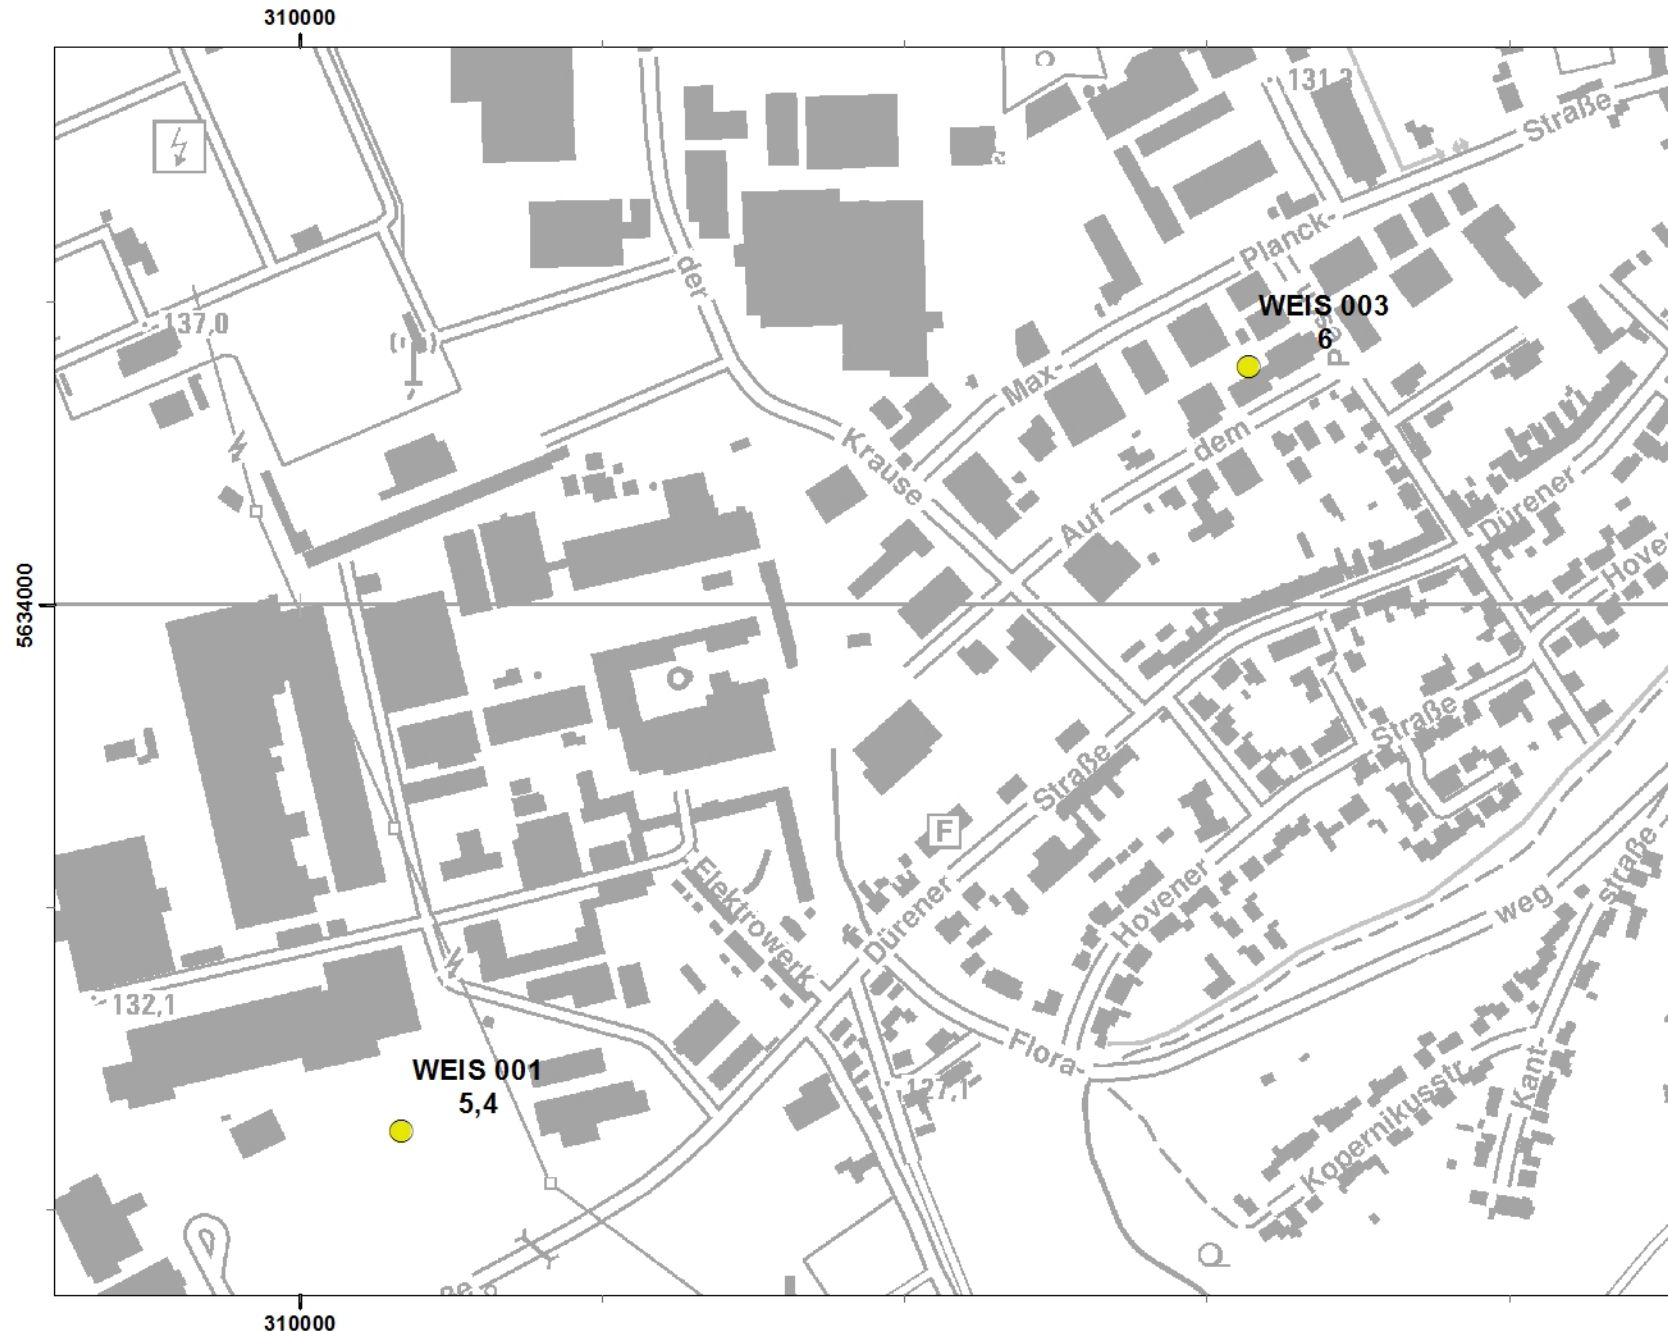 310000
131,3
Straße
Planck-
der
WEIS 003
6
137,0
Max-
dem
Krause
Auf
Dürener
Hover
5634000
Straße
Straße
F
Elektrowerk
Dürener
Hovener
weg
straße
132,1
Flora-
WEIS 001
5,4
127,1
Kant-
Kopernikusstr.
310000